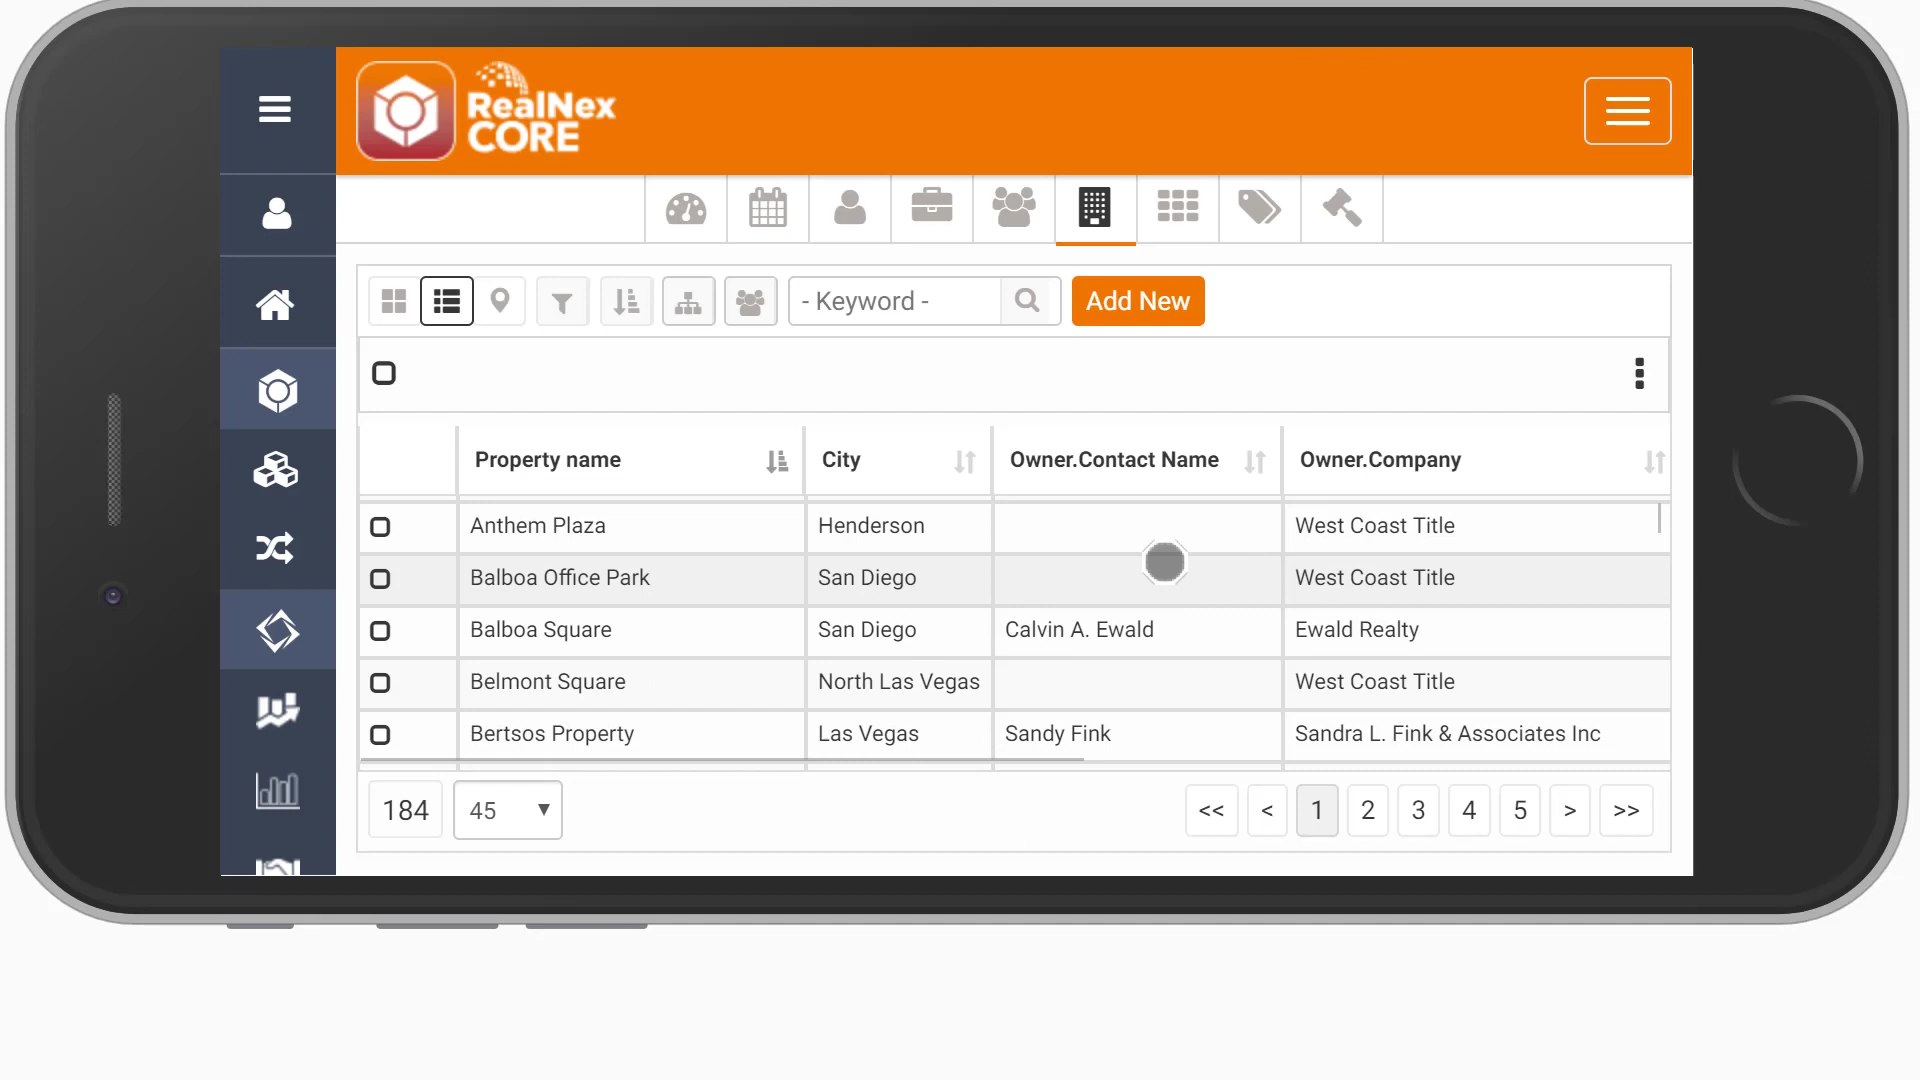 RealNex
CORE
- Keyword -
Add New
Property name City Owner.Contact Name Owner.Company
Anthem Plaza Henderson West Coast Title
Balboa Office Park San Diego West Coast Title
Balboa Square San Diego Calvin A. Ewald Ewald Realty
Belmont Square North Las Vegas West Coast Title
Bertsos Property Las Vegas Sandy Fink Sandra L. Fink & Associates Inc
184 45 << < 1 2 3 4 5 > >>